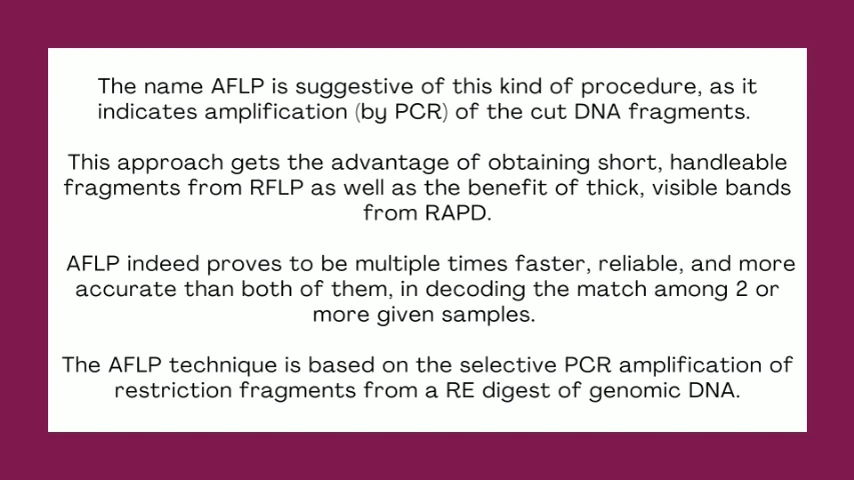 The name AFLP is suggestive of this kind of procedure, as it
indicates amplification (by PCR) of the cut DNA fragments.
This approach gets the advantage of obtaining short, handleable
fragments from RFLP as well as the benefit of thick, visible bands
from RAPD.
AFLP indeed proves to be multiple times faster, reliable, and more
accurate than both of them, in decoding the match among 2 or
more given samples.
The AFLP technique is based on the selective PCR amplification of
restriction fragments from a RE digest of genomic DNA.